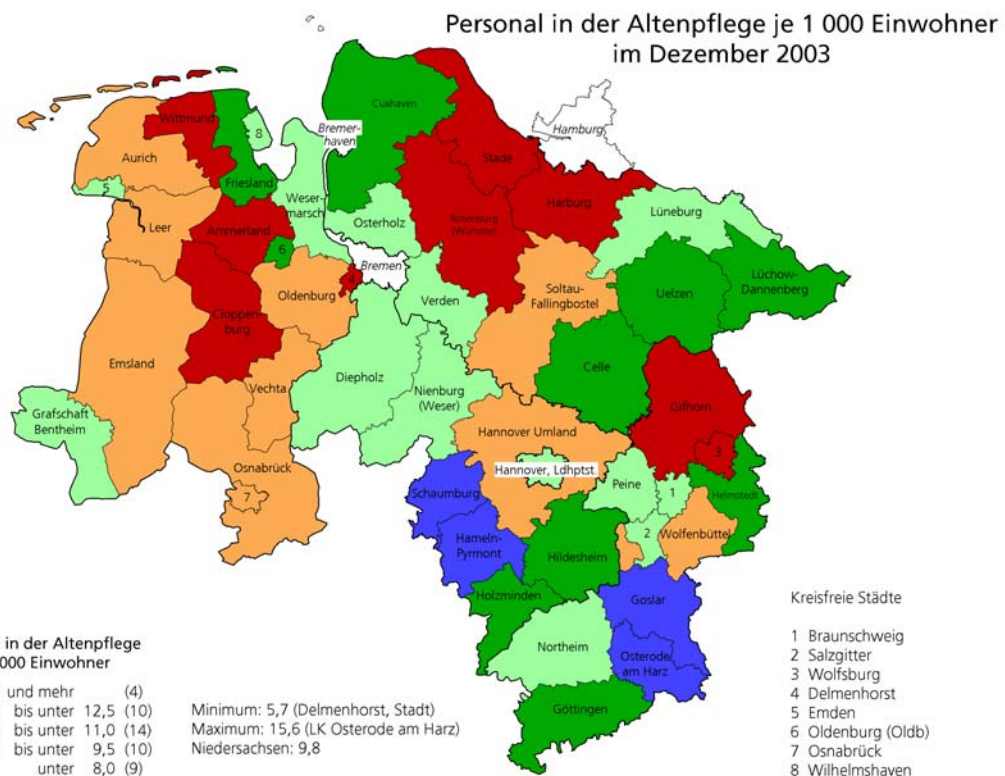 Personal in der Altenpflege je 1 000 Einwohner
im Dezember 2003
Cuxhaven
Wittmund
8
Bremer-
haven
Hamburg
Aurich
Stade
Friesland
5
Weser-
marsch
Harburg
Lüneburg
Leer
Ammerland
Osterholz
Rotenburg
(Wümme)
6
Bremen
4
Oldenburg
Verden
Soltau-
Fallingbostel
Uelzen
Lüchow-
Dannenberg
Cloppen-
burg
Emsland
Celle
Vechta
Diepholz
Nienburg
(Weser)
Gifhorn
Grafschaft
Bentheim
Hannover Umland
3
Osnabrück
Hannover, Ldhptst.
Peine
1
Helmstedt
7
Schaumburg
2
Wolfenbüttel
Hameln-
Pyrmont
Hildesheim
Holzminden
Goslar
Northeim
Osterode
am Harz
Göttingen
in der Altenpflege
000 Einwohner
und mehr (4)
bis unter 12,5 (10)
bis unter 11,0 (14)
bis unter 9,5 (10)
unter 8,0 (9)
Minimum: 5,7 (Delmenhorst, Stadt)
Maximum: 15,6 (LK Osterode am Harz)
Niedersachsen: 9,8
Kreisfreie Städte
1 Braunschweig
2 Salzgitter
3 Wolfsburg
4 Delmenhorst
5 Emden
6 Oldenburg (Oldb)
7 Osnabrück
8 Wilhelmshaven